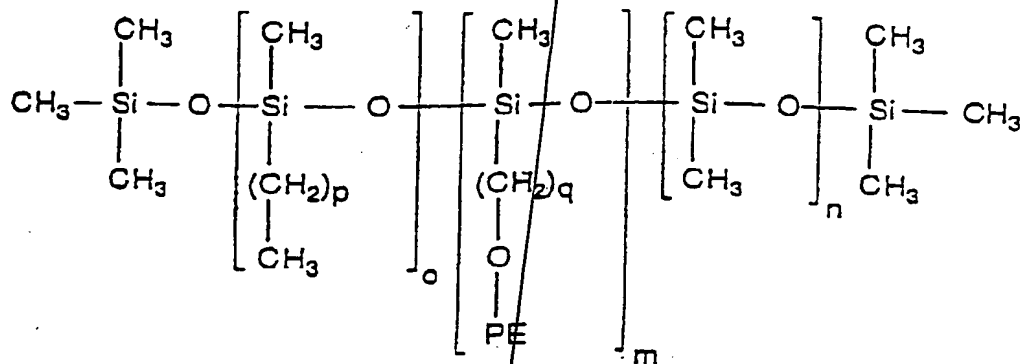 CH₃ CH₃ CH₃ CH₃ CH₃
CH₃ Si O Si O Si O Si O Si CH₃
CH₃ (CH₂)p (CH₂)q CH₃ CH₃
n
CH₃ O
o
PE
m